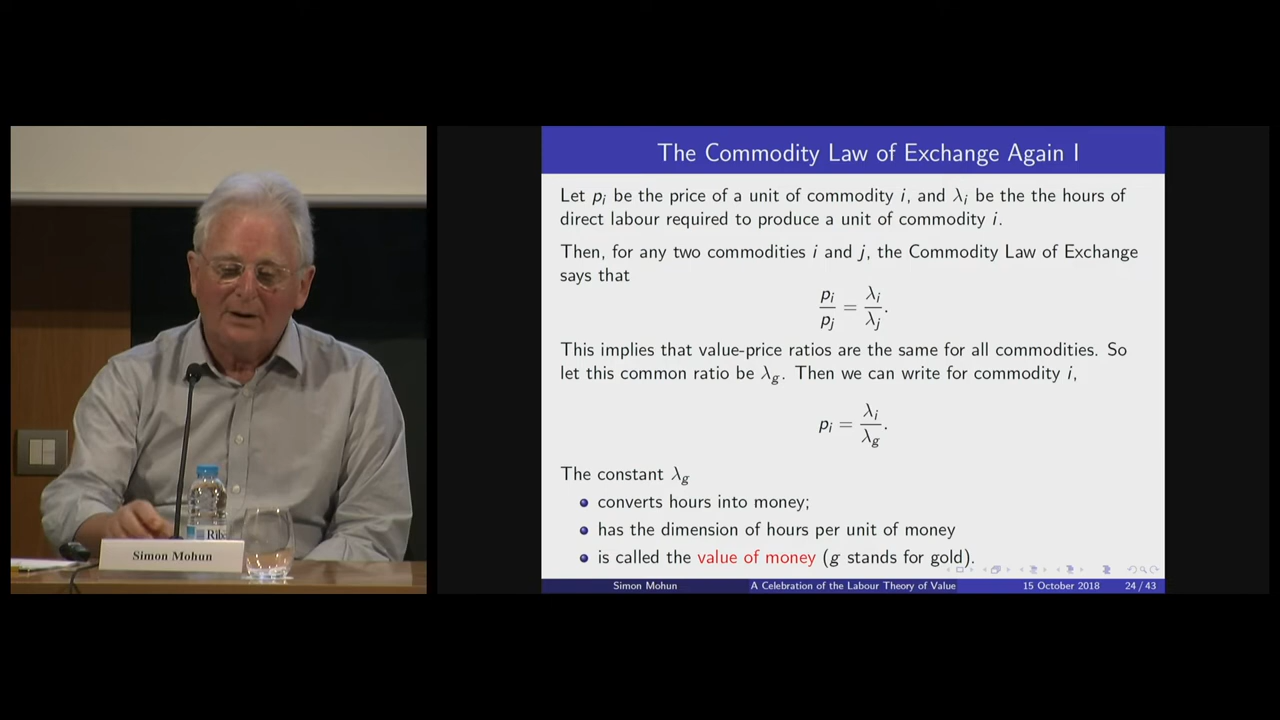 The Commodity Law of Exchange Again I
Let pᵢ be the price of a unit of commodity i, and λᵢ be the the hours of
direct labour required to produce a unit of commodity i.
Then, for any two commodities i and j, the Commodity Law of Exchange
says that
pᵢ/pⱼ = λᵢ/λⱼ.
This implies that value-price ratios are the same for all commodities. So
let this common ratio be λg. Then we can write for commodity i,
pᵢ = λᵢ/λg.
The constant λg
converts hours into money;
has the dimension of hours per unit of money
is called the value of money (g stands for gold).
Simon Mohun
A Celebration of the Labour Theory of Value
15 October 2018
24 / 43
Simon Mohun